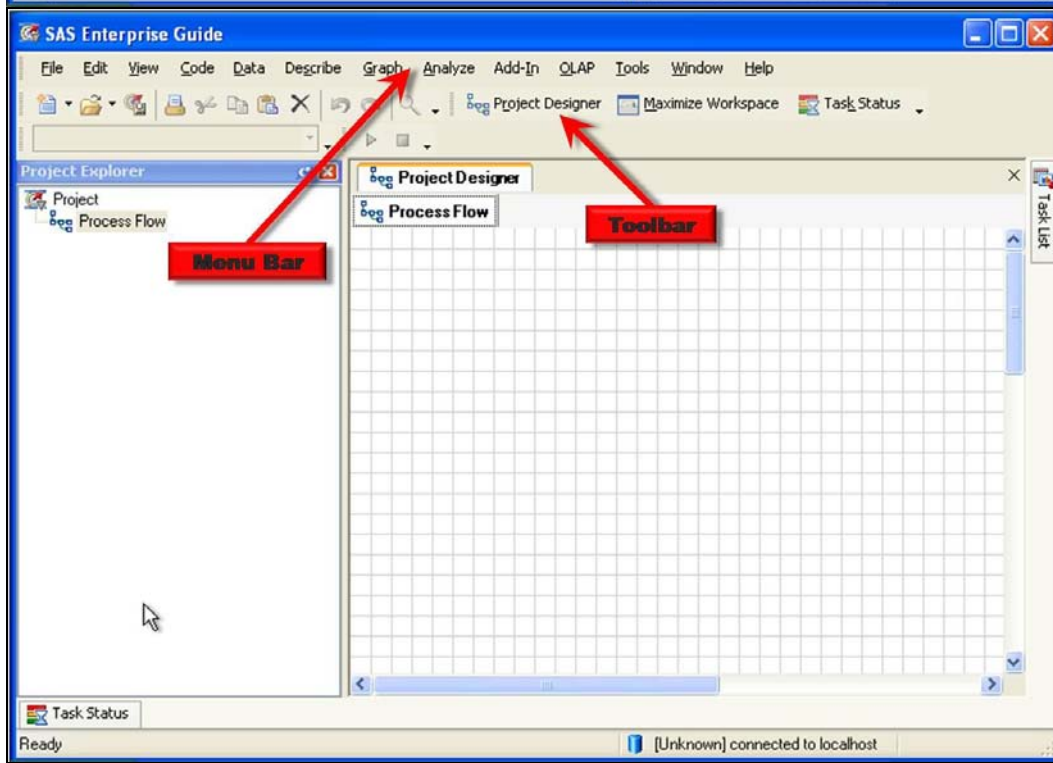 SAS Enterprise Guide
File Edit View Code Data Describe Graph Analyze Add-In OLAP Tools Window Help
Project Designer Maximize Workspace Task Status
Project Explorer
Project Designer
Project
Process Flow
Process Flow
Toolbar
Menu Bar
Task List
Task Status
Ready
[Unknown] connected to localhost